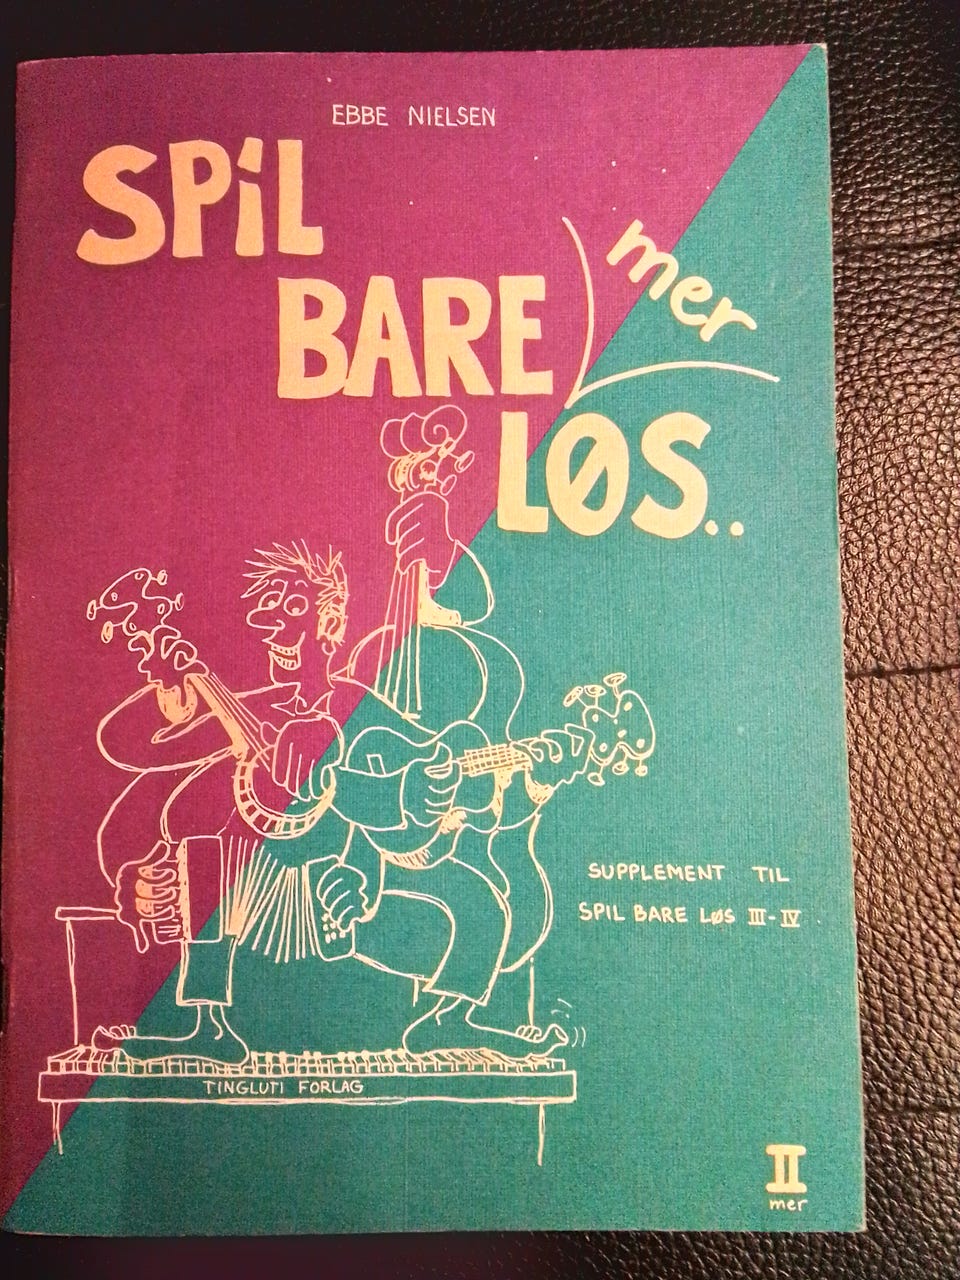 EBBE NIELSEN
SPiL
BARE
mer
LØS..
SUPPLEMENT TIL
SPIL BARE LØS III-IV
TINGLUTI FORLAG
II
mer